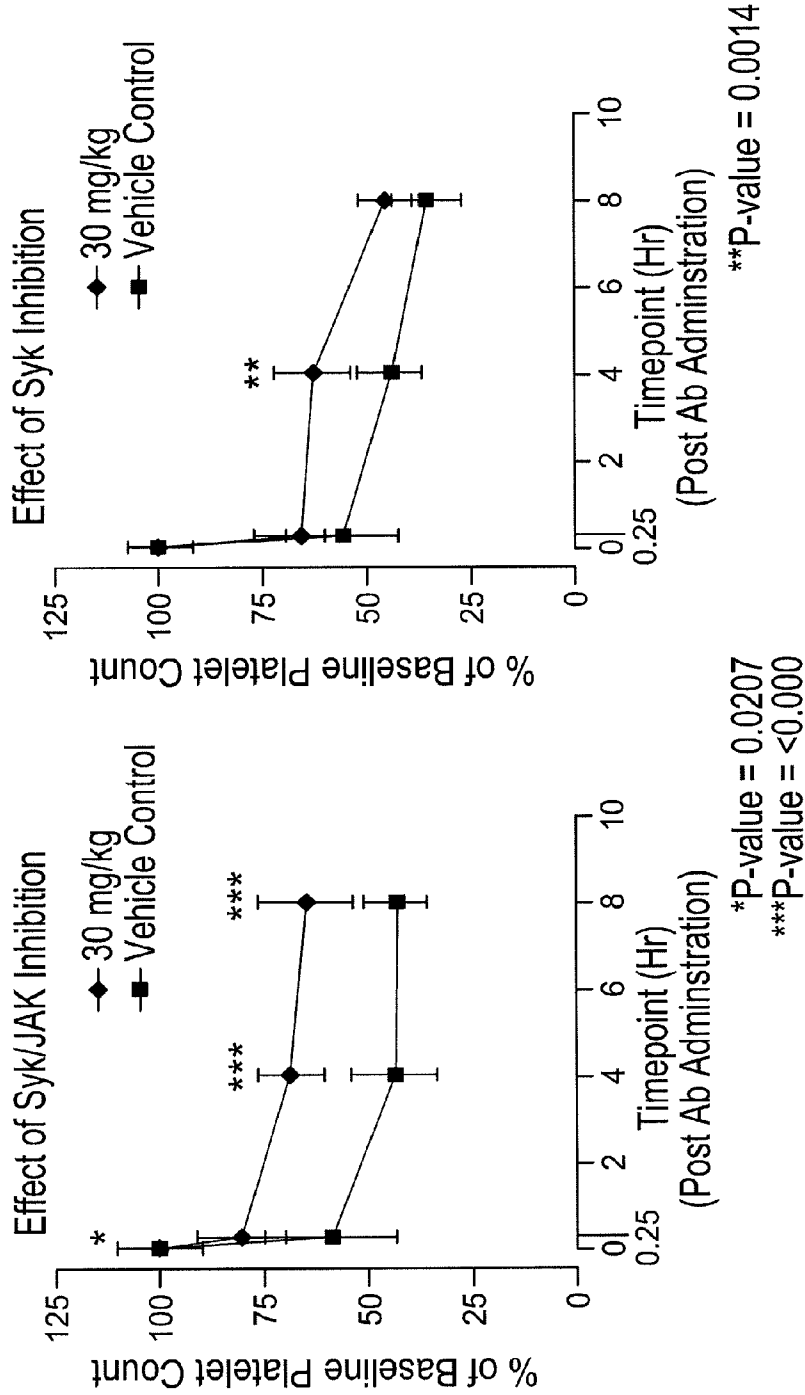 Effect of Syk/JAK Inhibition
30 mg/kg
Vehicle Control
% of Baseline Platelet Count
125
100
75
50
25
0
*
***
***
0 2 4 6 8 10
0.25
Timepoint (Hr)
(Post Ab Adminstration)
*P-value = 0.0207
***P-value = <0.000
Effect of Syk Inhibition
30 mg/kg
Vehicle Control
% of Baseline Platelet Count
125
100
75
50
25
0
**
0 2 4 6 8 10
0.25
Timepoint (Hr)
(Post Ab Adminstration)
**P-value = 0.0014